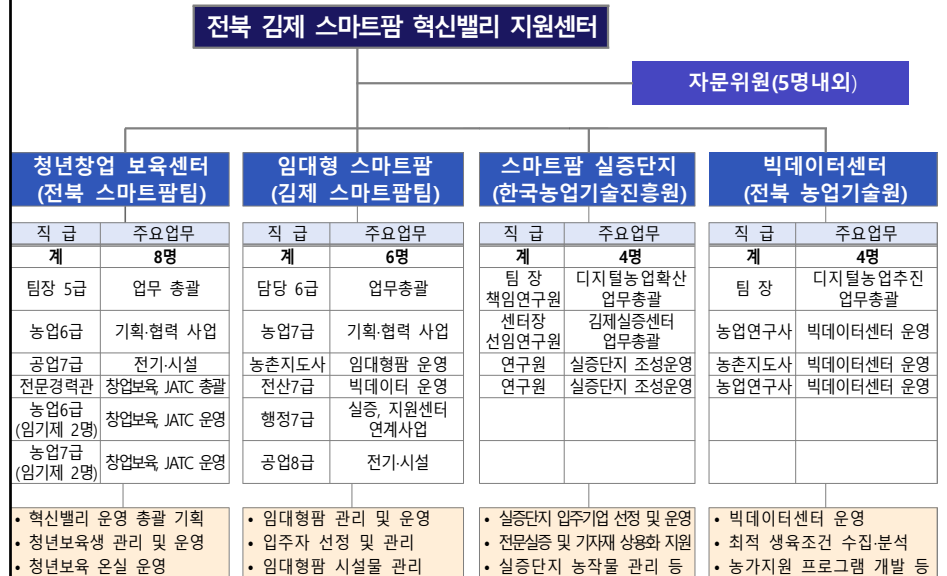 전북 김제 스마트팜 혁신밸리 지원센터
자문위원(5명내외)
청년창업 보육센터
(전북 스마트팜팀)
직 급 주요업무
계 8명
팀장 5급 업무 총괄
농업6급 기획·협력 사업
공업7급 전기·시설
전문경력관 창업보육, JATC 총괄
농업6급
(임기제 2명) 창업보육, JATC 운영
농업7급
(임기제 2명) 창업보육, JATC 운영
• 혁신밸리 운영 총괄 기획
• 청년보육생 관리 및 운영
• 청년보육 온실 운영
임대형 스마트팜
(김제 스마트팜팀)
직 급 주요업무
계 6명
담당 6급 업무총괄
농업7급 기획·협력 사업
농촌지도사 임대형팜 운영
전산7급 빅데이터 운영
행정7급 실증, 지원센터
연계사업
공업8급 전기·시설
• 임대형팜 관리 및 운영
• 입주자 선정 및 관리
• 임대형팜 시설물 관리
스마트팜 실증단지
(한국농업기술진흥원)
직 급 주요업무
계 4명
팀 장 디지털농업확산
책임연구원 업무총괄
센터장 김제실증센터
선임연구원 업무총괄
연구원 실증단지 조성운영
연구원 실증단지 조성운영
• 실증단지 입주기업 선정 및 운영
• 전문실증 및 기자재 상용화 지원
• 실증단지 농작물 관리 등
빅데이터센터
(전북 농업기술원)
직 급 주요업무
계 4명
팀 장 디지털농업추진
업무총괄
농업연구사 빅데이터센터 운영
농촌지도사 빅데이터센터 운영
농업연구사 빅데이터센터 운영
• 빅데이터센터 운영
• 최적 생육조건 수집·분석
• 농가지원 프로그램 개발 등